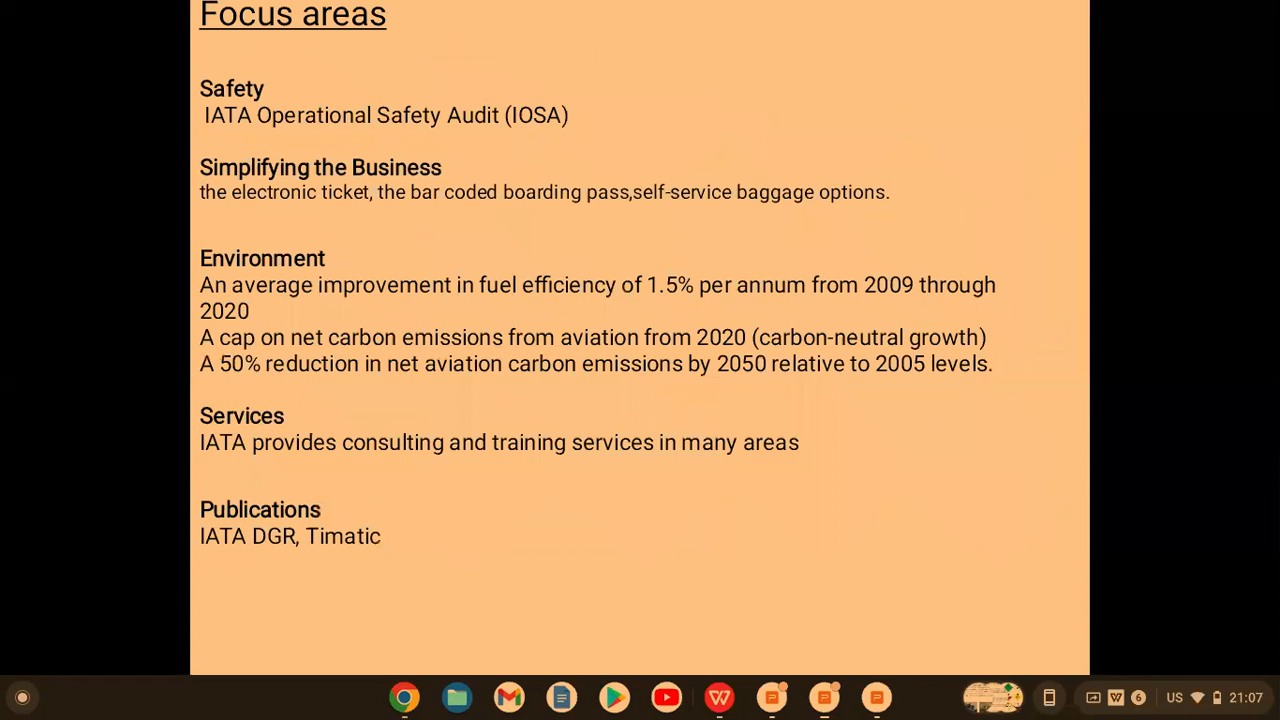 Focus areas
Safety
IATA Operational Safety Audit (IOSA)
Simplifying the Business
the electronic ticket, the bar coded boarding pass,self-service baggage options.
Environment
An average improvement in fuel efficiency of 1.5% per annum from 2009 through
2020
A cap on net carbon emissions from aviation from 2020 (carbon-neutral growth)
A 50% reduction in net aviation carbon emissions by 2050 relative to 2005 levels.
Services
IATA provides consulting and training services in many areas
Publications
IATA DGR, Timatic
6 US 21:07